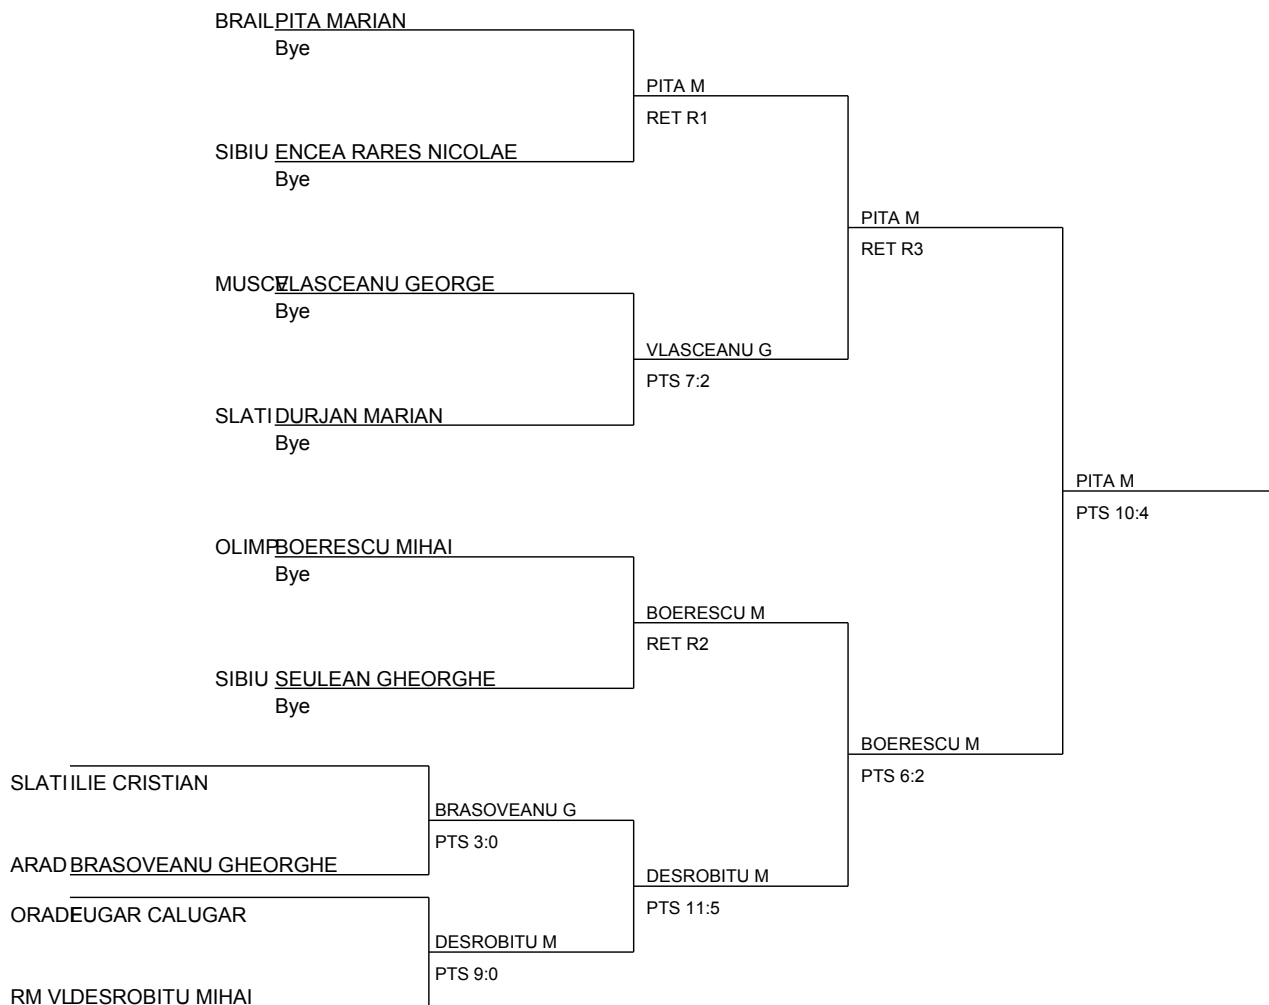 BRAIL PITA MARIAN
Bye
PITA M
RET R1
SIBIU ENCEA RARES NICOLAE
Bye
PITA M
RET R3
MUSCE VLASCEANU GEORGE
Bye
VLASCEANU G
PTS 7:2
SLATI DURJAN MARIAN
Bye
PITA M
PTS 10:4
OLIMP BOERESCU MIHAI
Bye
BOERESCU M
RET R2
SIBIU SEULEAN GHEORGHE
Bye
BOERESCU M
PTS 6:2
SLATI ILIE CRISTIAN
BRASOVEANU G
PTS 3:0
ARAD BRASOVEANU GHEORGHE
DESROBITU M
PTS 11:5
CALUGAR
DESROBITU M
PTS 9:0
RM VL DESROBITU MIHAI